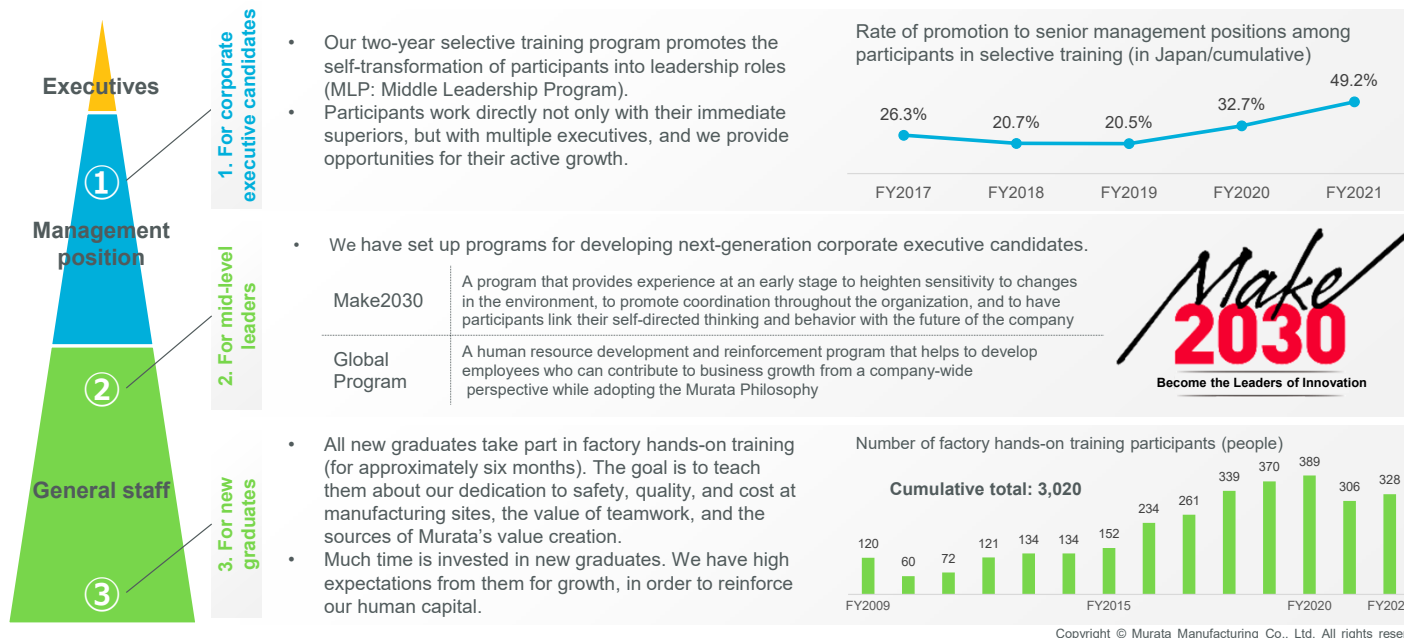 Executives
①
Management
position
②
General staff
③
1. For corporate
executive candidates
• Our two-year selective training program promotes the
self-transformation of participants into leadership roles
(MLP: Middle Leadership Program).
• Participants work directly not only with their immediate
superiors, but with multiple executives, and we provide
opportunities for their active growth.
Rate of promotion to senior management positions among
participants in selective training (in Japan/cumulative)
26.3% 20.7% 20.5% 32.7% 49.2%
FY2017 FY2018 FY2019 FY2020 FY2021
2. For mid-level
leaders
• We have set up programs for developing next-generation corporate executive candidates.
Make2030
A program that provides experience at an early stage to heighten sensitivity to changes
in the environment, to promote coordination throughout the organization, and to have
participants link their self-directed thinking and behavior with the future of the company
Global
Program
A human resource development and reinforcement program that helps to develop
employees who can contribute to business growth from a company-wide
perspective while adopting the Murata Philosophy
Make
2030
Become the Leaders of Innovation
3. For new
graduates
• All new graduates take part in factory hands-on training
(for approximately six months). The goal is to teach
them about our dedication to safety, quality, and cost at
manufacturing sites, the value of teamwork, and the
sources of Murata's value creation.
• Much time is invested in new graduates. We have high
expectations from them for growth, in order to reinforce
our human capital.
Number of factory hands-on training participants (people)
Cumulative total: 3,020
120 60 72 121 134 134 152 234 261 339 370 389 306 328
FY2009 FY2015 FY2020 FY202
Copyright © Murata Manufacturing Co., Ltd. All rights reser